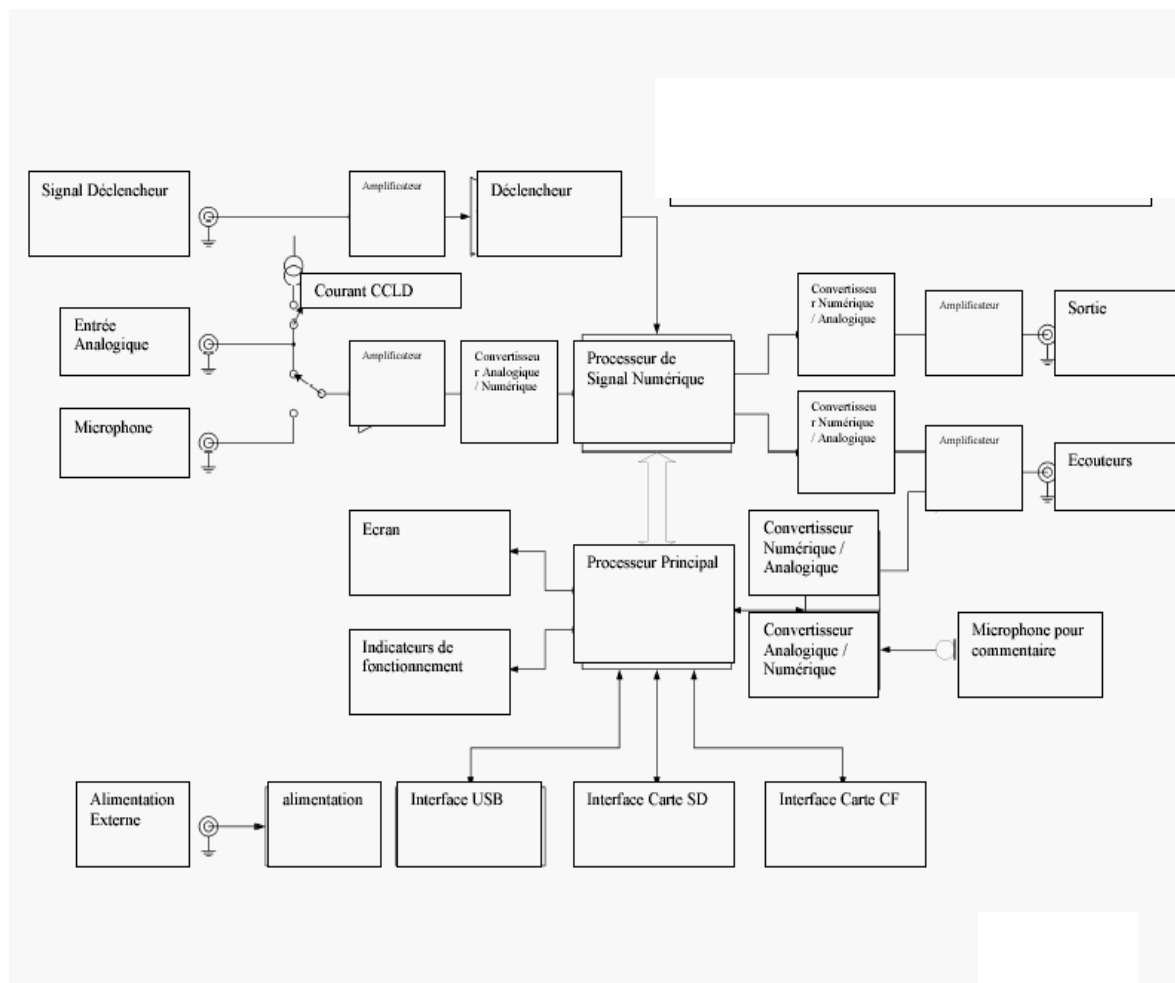 Signal Déclencheur
Amplificateur
Déclencheur
Courant CCLD
Entrée
Analogique
Microphone
Amplificateur
Convertisseu
r Analogique
/ Numérique
Processeur de
Signal Numérique
Convertisseu
r Numérique
/ Analogique
Amplificateur
Sortie
Convertisseu
r Numérique
/ Analogique
Amplificateur
Ecouteurs
Ecran
Processeur Principal
Convertisseur
Numérique /
Analogique
Indicateurs de
fonctionnement
Convertisseur
Analogique /
Numérique
Microphone pour
commentaire
Alimentation
Externe
alimentation
Interface USB
Interface Carte SD
Interface Carte CF